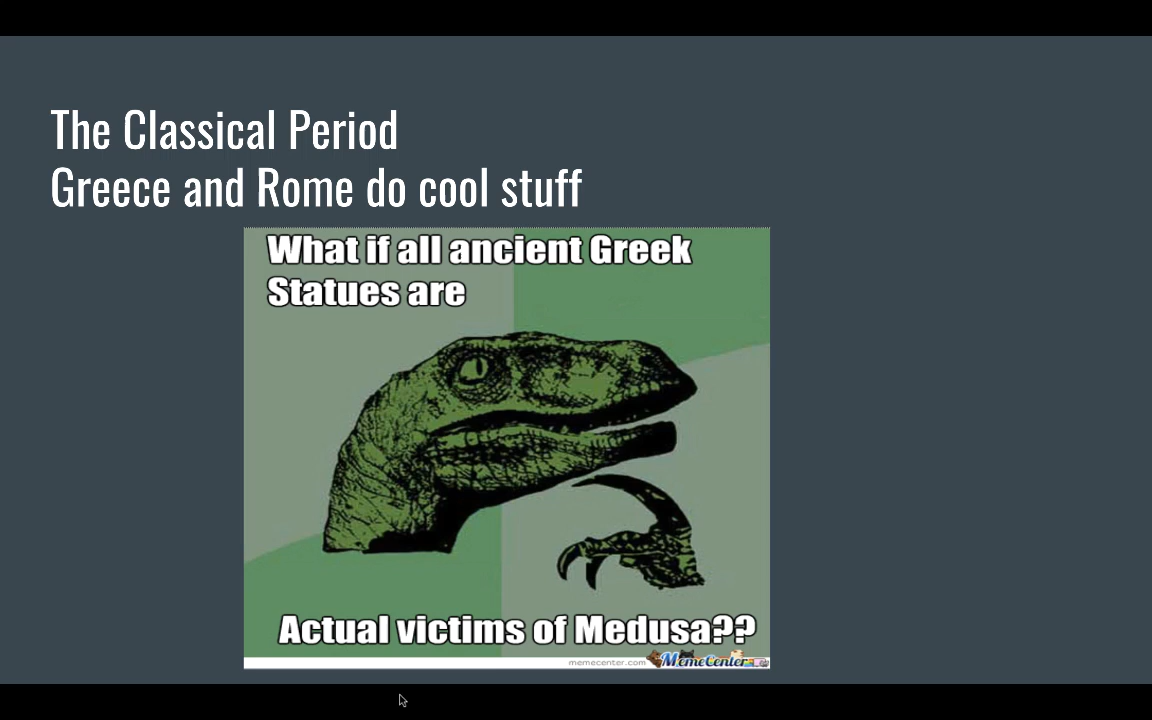 The Classical Period
Greece and Rome do cool stuff
What if all ancient Greek
Statues are
Actual victims of Medusa??
memecenter.com MemeCenter